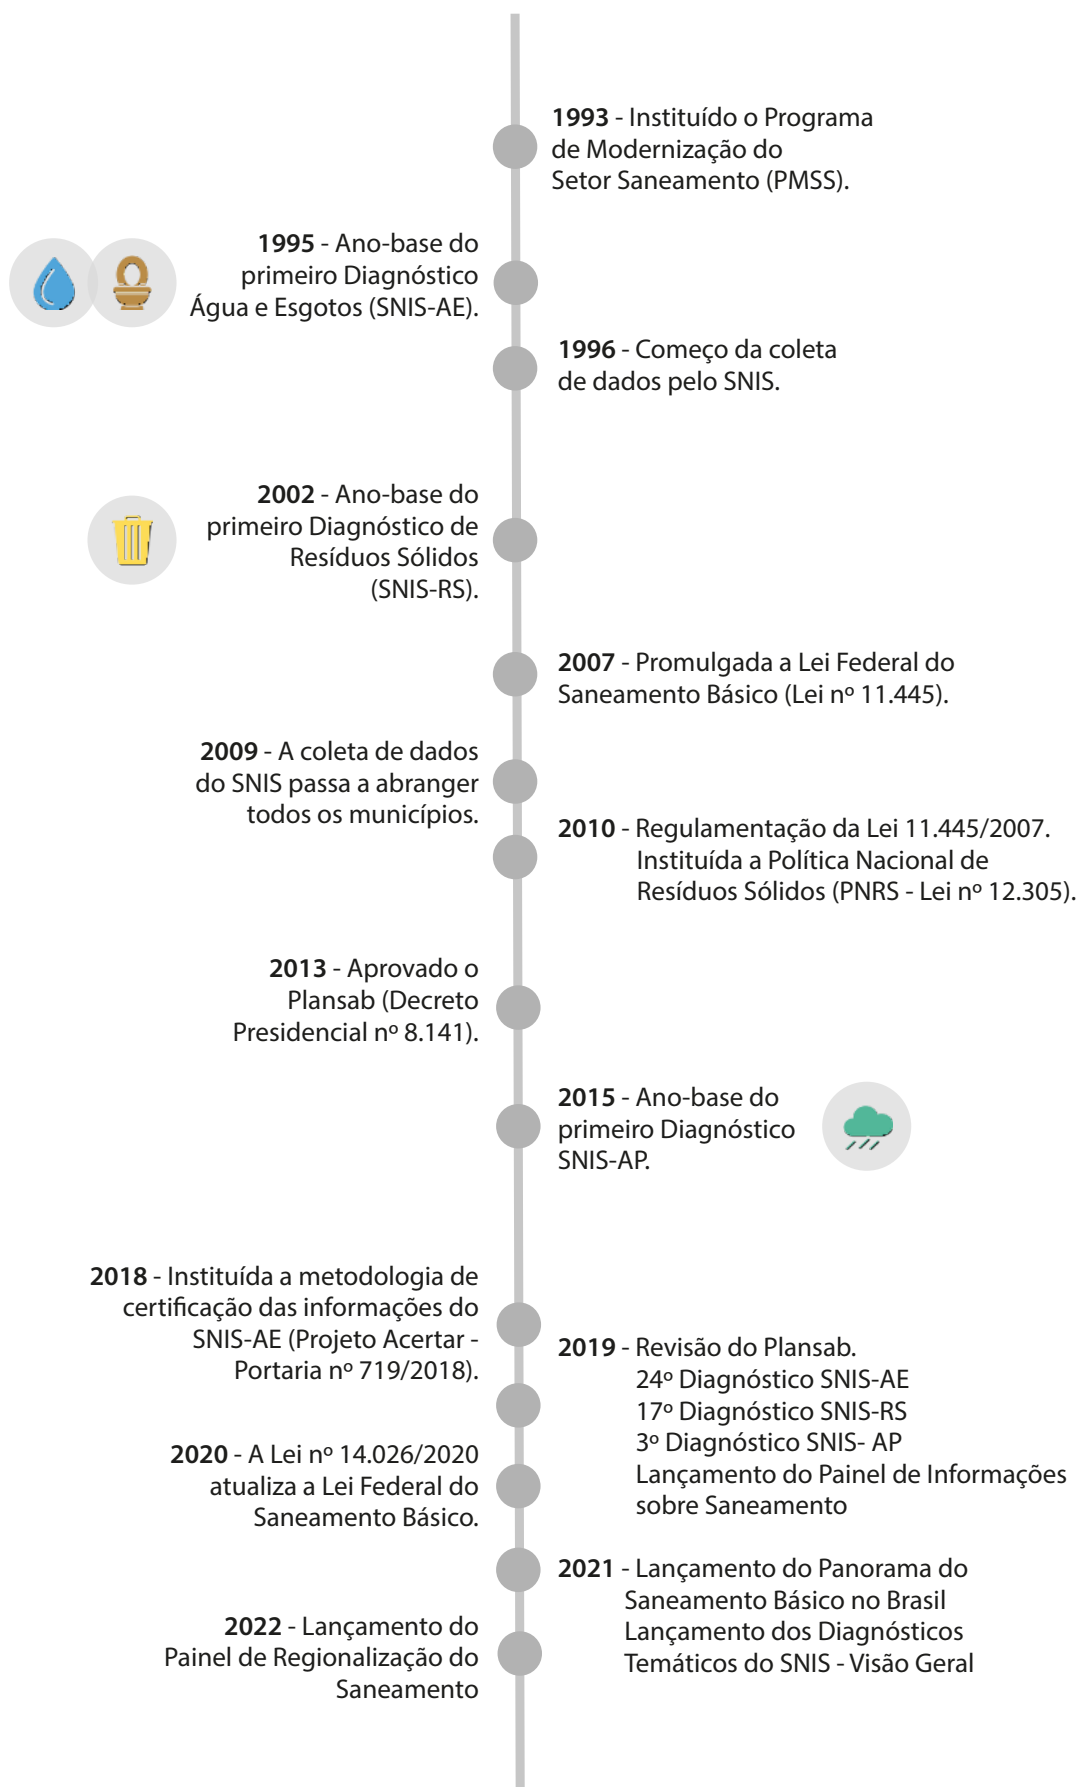 1993 - Instituído o Programa
de Modernização do
Setor Saneamento (PMSS).
1995 - Ano-base do
primeiro Diagnóstico
Água e Esgotos (SNIS-AE).
1996 - Começo da coleta
de dados pelo SNIS.
2002 - Ano-base do
primeiro Diagnóstico de
Resíduos Sólidos
(SNIS-RS).
2007 - Promulgada a Lei Federal do
Saneamento Básico (Lei nº 11.445).
2009 - A coleta de dados
do SNIS passa a abranger
todos os municípios.
2010 - Regulamentação da Lei 11.445/2007.
Instituída a Política Nacional de
Resíduos Sólidos (PNRS - Lei nº 12.305).
2013 - Aprovado o
Plansab (Decreto
Presidencial nº 8.141).
2015 - Ano-base do
primeiro Diagnóstico
SNIS-AP.
2018 - Instituída a metodologia de
certificação das informações do
SNIS-AE (Projeto Acertar -
Portaria nº 719/2018).
2019 - Revisão do Plansab.
24º Diagnóstico SNIS-AE
17º Diagnóstico SNIS-RS
3º Diagnóstico SNIS- AP
Lançamento do Painel de Informações
sobre Saneamento
2020 - A Lei nº 14.026/2020
atualiza a Lei Federal do
Saneamento Básico.
2021 - Lançamento do Panorama do
Saneamento Básico no Brasil
Lançamento dos Diagnósticos
Temáticos do SNIS - Visão Geral
2022 - Lançamento do
Painel de Regionalização do
Saneamento